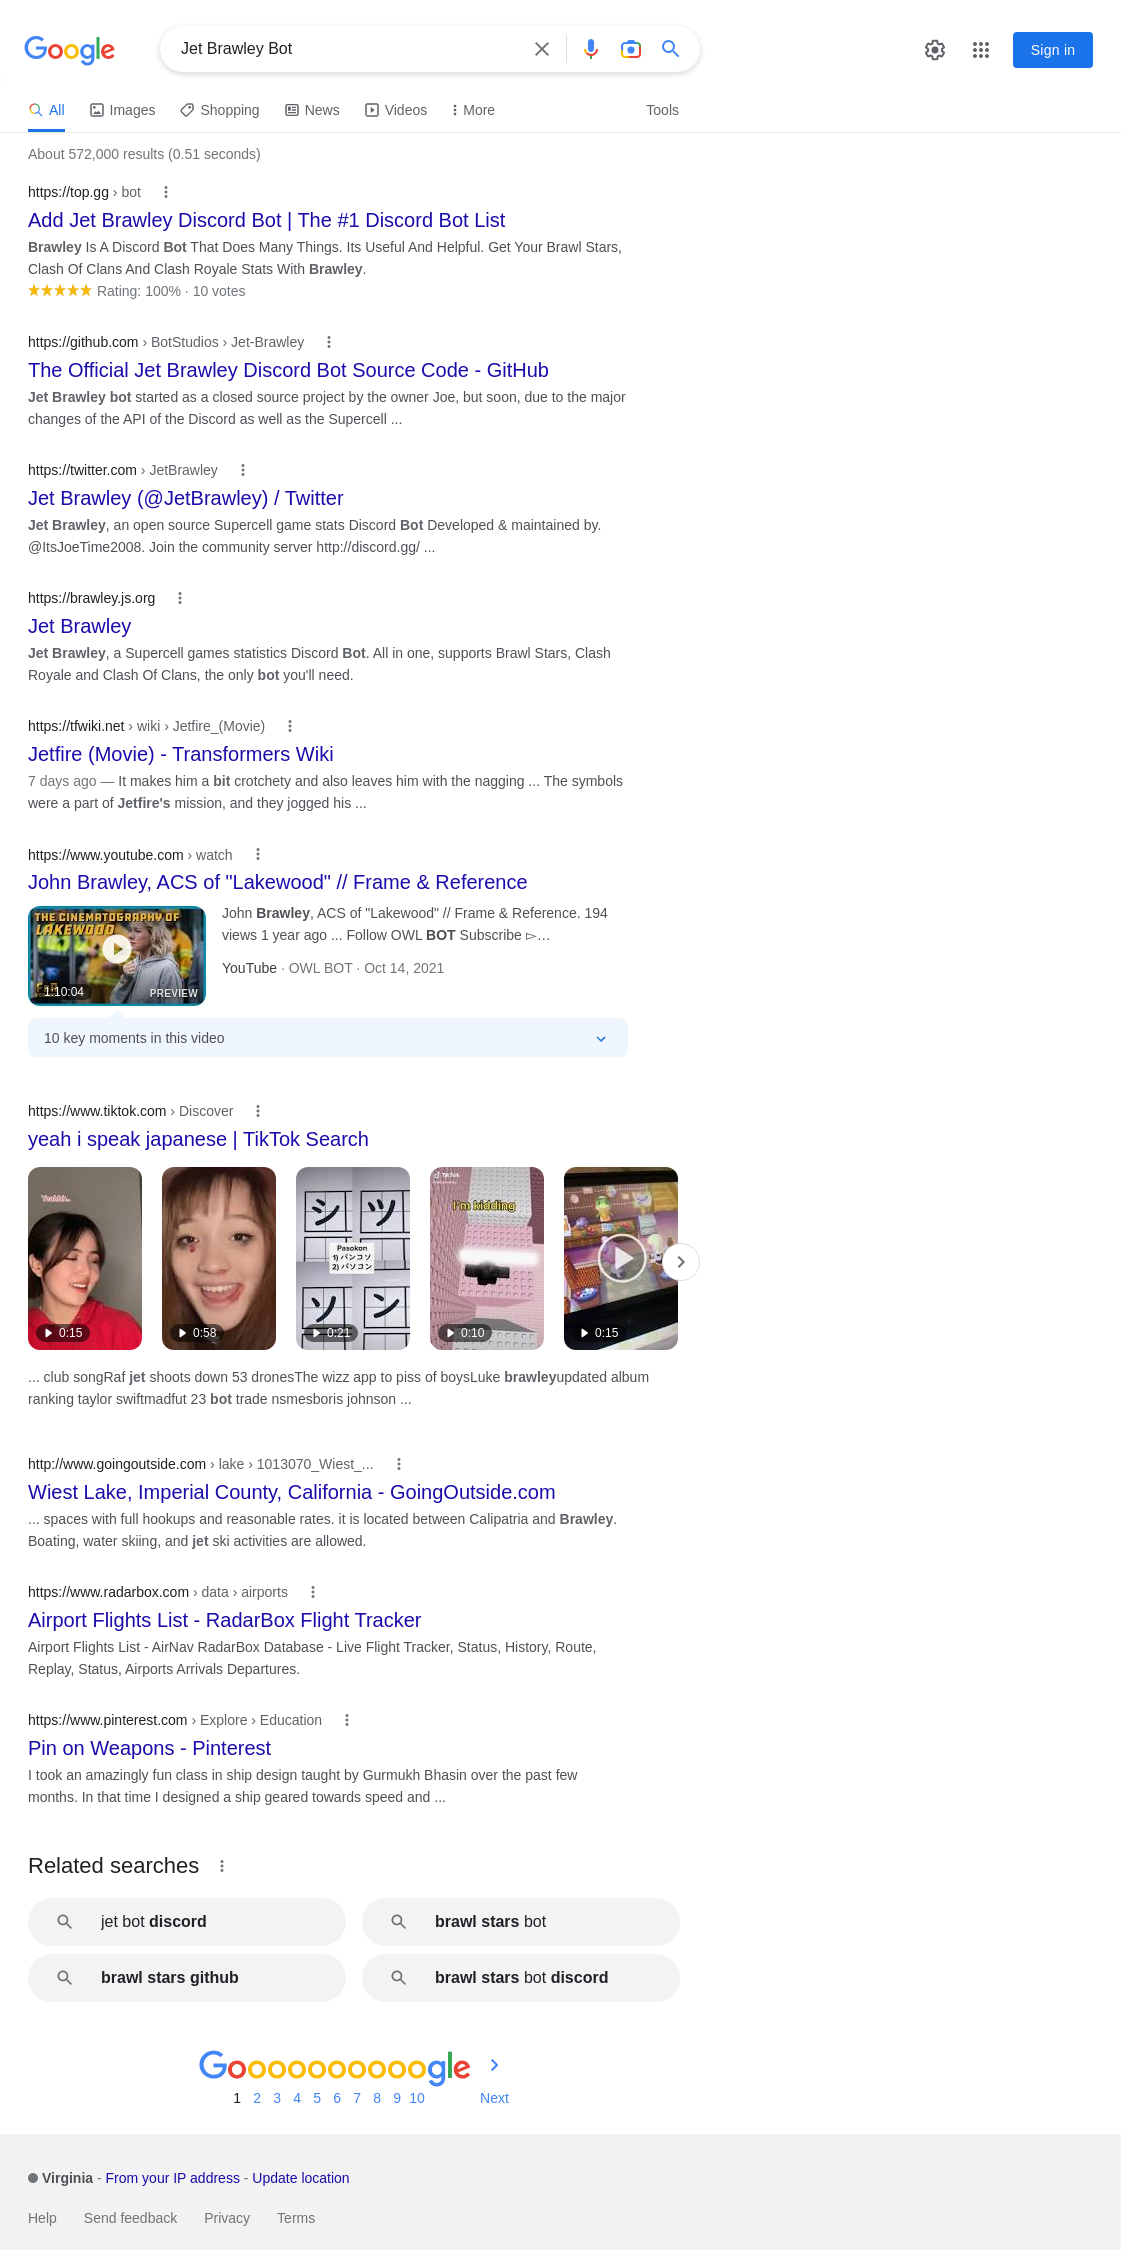 Google
Jet Brawley Bot
Sign in
All
Images
Shopping
News
Videos
More
Tools
About 572,000 results (0.51 seconds)
https://top.gg › bot
Add Jet Brawley Discord Bot | The #1 Discord Bot List
Brawley Is A Discord Bot That Does Many Things. Its Useful And Helpful. Get Your Brawl Stars,
Clash Of Clans And Clash Royale Stats With Brawley.
Rating: 100% · 10 votes
https://github.com › BotStudios › Jet-Brawley
The Official Jet Brawley Discord Bot Source Code - GitHub
Jet Brawley bot started as a closed source project by the owner Joe, but soon, due to the major
changes of the API of the Discord as well as the Supercell ...
https://twitter.com › JetBrawley
Jet Brawley (@JetBrawley) / Twitter
Jet Brawley, an open source Supercell game stats Discord Bot Developed & maintained by.
@ItsJoeTime2008. Join the community server http://discord.gg/ ...
https://brawley.js.org
Jet Brawley
Jet Brawley, a Supercell games statistics Discord Bot. All in one, supports Brawl Stars, Clash
Royale and Clash Of Clans, the only bot you'll need.
https://tfwiki.net › wiki › Jetfire_(Movie)
Jetfire (Movie) - Transformers Wiki
7 days ago — It makes him a bit crotchety and also leaves him with the nagging ... The symbols
were a part of Jetfire's mission, and they jogged his ...
https://www.youtube.com › watch
John Brawley, ACS of "Lakewood" // Frame & Reference
THE CINEMATOGRAPHY OF
LAKEWOOD
1:10:04
PREVIEW
John Brawley, ACS of "Lakewood" // Frame & Reference. 194
views 1 year ago ... Follow OWL BOT Subscribe ▻…
YouTube · OWL BOT · Oct 14, 2021
10 key moments in this video
https://www.tiktok.com › Discover
yeah i speak japanese | TikTok Search
Yeahhh..
0:15
0:58
シ ツ
Pasokon
1) パンコソ
2) パソコン
ソ ン
0:21
TikTok
I'm kidding
0:10
0:15
... club songRaf jet shoots down 53 dronesThe wizz app to piss of boysLuke brawleyupdated album
ranking taylor swiftmadfut 23 bot trade nsmesboris johnson ...
http://www.goingoutside.com › lake › 1013070_Wiest_...
Wiest Lake, Imperial County, California - GoingOutside.com
... spaces with full hookups and reasonable rates. it is located between Calipatria and Brawley.
Boating, water skiing, and jet ski activities are allowed.
https://www.radarbox.com › data › airports
Airport Flights List - RadarBox Flight Tracker
Airport Flights List - AirNav RadarBox Database - Live Flight Tracker, Status, History, Route,
Replay, Status, Airports Arrivals Departures.
https://www.pinterest.com › Explore › Education
Pin on Weapons - Pinterest
I took an amazingly fun class in ship design taught by Gurmukh Bhasin over the past few
months. In that time I designed a ship geared towards speed and ...
Related searches
jet bot discord
brawl stars bot
brawl stars github
brawl stars bot discord
Goooooooooogle
1 2 3 4 5 6 7 8 9 10 Next
Virginia - From your IP address - Update location
Help Send feedback Privacy Terms